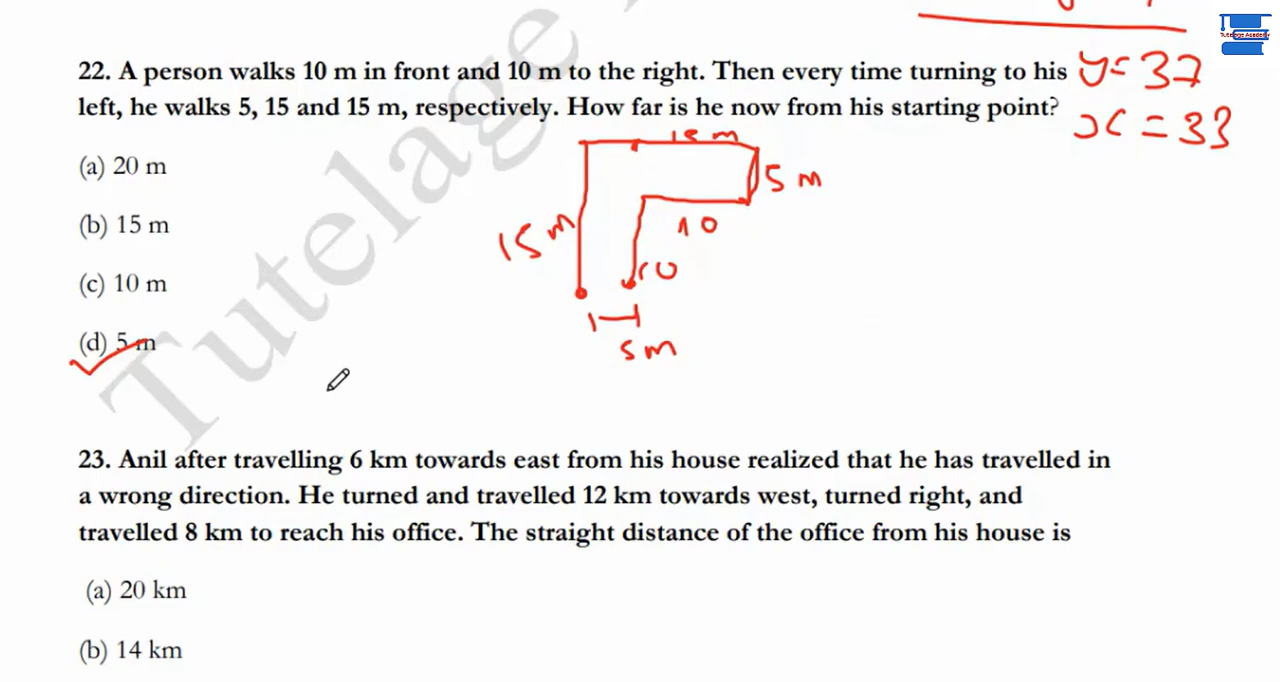 Tutelage Academy
22. A person walks 10 m in front and 10 m to the right. Then every time turning to his
left, he walks 5, 15 and 15 m, respectively. How far is he now from his starting point?
y = 37
x = 33
(a) 20 m
(b) 15 m
(c) 10 m
(d) 5 m
15 m
5 m
10
15 m
10
5 m
Tutelage
23. Anil after travelling 6 km towards east from his house realized that he has travelled in
a wrong direction. He turned and travelled 12 km towards west, turned right, and
travelled 8 km to reach his office. The straight distance of the office from his house is
(a) 20 km
(b) 14 km